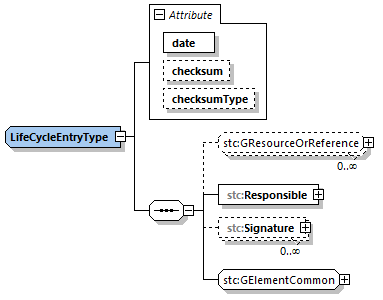 Attribute
date
checksum
checksumType
LifeCycleEntryType
stc:GResourceOrReference
0..∞
stc:Responsible
stc:Signature
0..∞
stc:GElementCommon